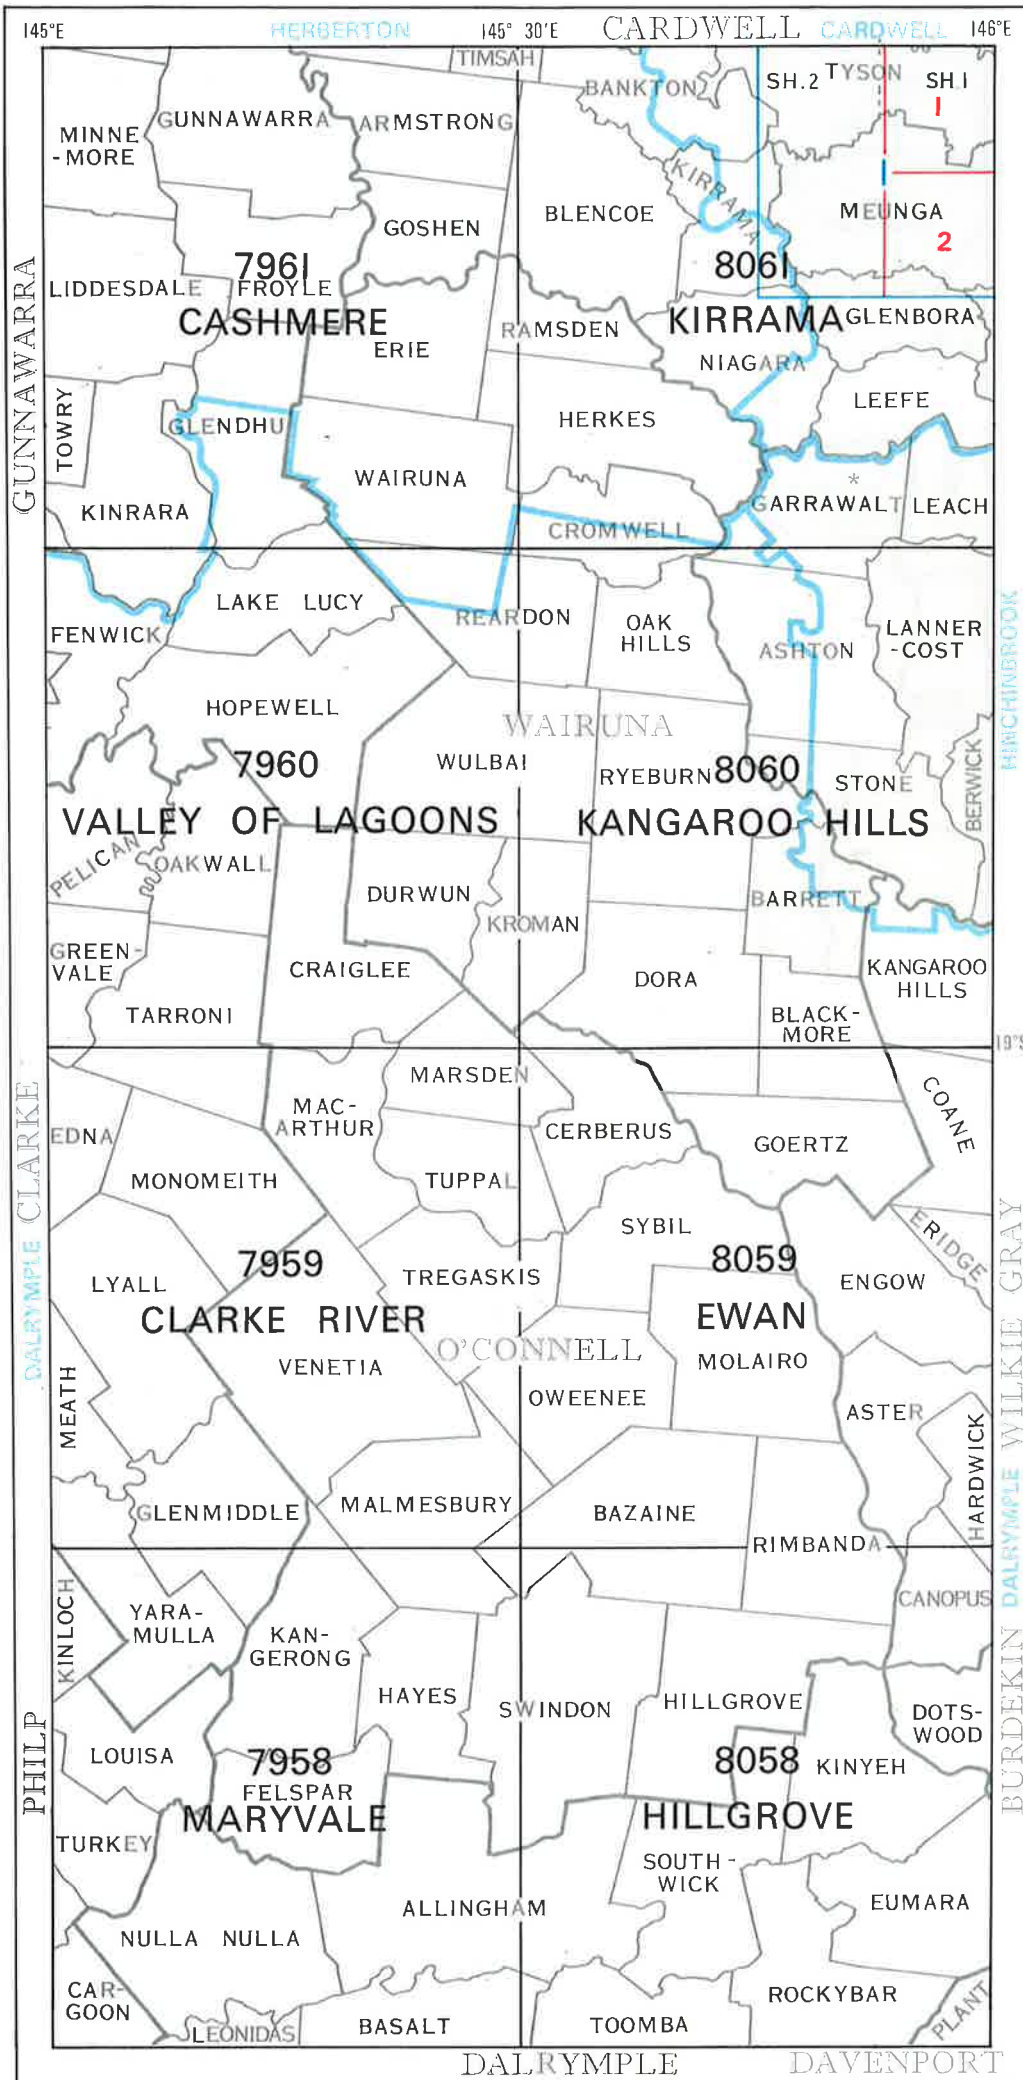 145°E
HERBERTON
145° 30'E
CARDWELL
CARDWELL
146°E
TIMSAH
BANKTON
SH.2
TYSON
SH.1
1
MINNE
-MORE
GUNNAWARRA
ARMSTRONG
KIRRAMA
GOSHEN
BLENCOE
MEUNGA
2
GUNNAWARRA
7961
8061
LIDDESDALE
FROYLE
CASHMERE
KIRRAMA
GLENBORA
RAMSDEN
ERIE
NIAGARA
LEEFE
TOWRY
GLENDHU
HERKES
WAIRUNA
*
GARRAWALT
LEACH
KINRARA
CROMWELL
LAKE LUCY
REARDON
OAK
HILLS
FENWICK
ASHTON
LANNER
-COST
HINCHINBROOK
HOPEWELL
WAIRUNA
7960
WULBAI
RYEBURN
8060
STONE
BERWICK
VALLEY OF LAGOONS
KANGAROO HILLS
PELICAN
OAKWALL
DURWUN
BARRETT
KROMAN
GREEN-
VALE
CRAIGLEE
DORA
KANGAROO
HILLS
TARRONI
BLACK-
MORE
19°S
CLARKE
MARSDEN
COANE
MAC-
ARTHUR
EDNA
CERBERUS
GOERTZ
MONOMEITH
TUPPAL
SYBIL
ERIDGE
DALRYMPLE
7959
8059
LYALL
TREGASKIS
ENGOW
WILKIE GRAY
CLARKE RIVER
EWAN
O'CONNELL
VENETIA
MOLAIRO
MEATH
OWEENEE
ASTER
HARDWICK
GLENMIDDLE
MALMESBURY
BAZAINE
DALRYMPLE
RIMBANDA
KINLOCH
CANOPUS
YARA-
MULLA
KAN-
GERONG
HAYES
SWINDON
HILLGROVE
DOTS-
WOOD
BURDEKIN
PHILP
LOUISA
7958
8058
KINYEH
FELSPAR
MARYVALE
HILLGROVE
TURKEY
SOUTH-
WICK
ALLINGHAM
EUMARA
NULLA NULLA
CAR-
GOON
ROCKYBAR
LEONIDAS
BASALT
TOOMBA
PLANT
DALRYMPLE
DAVENPORT